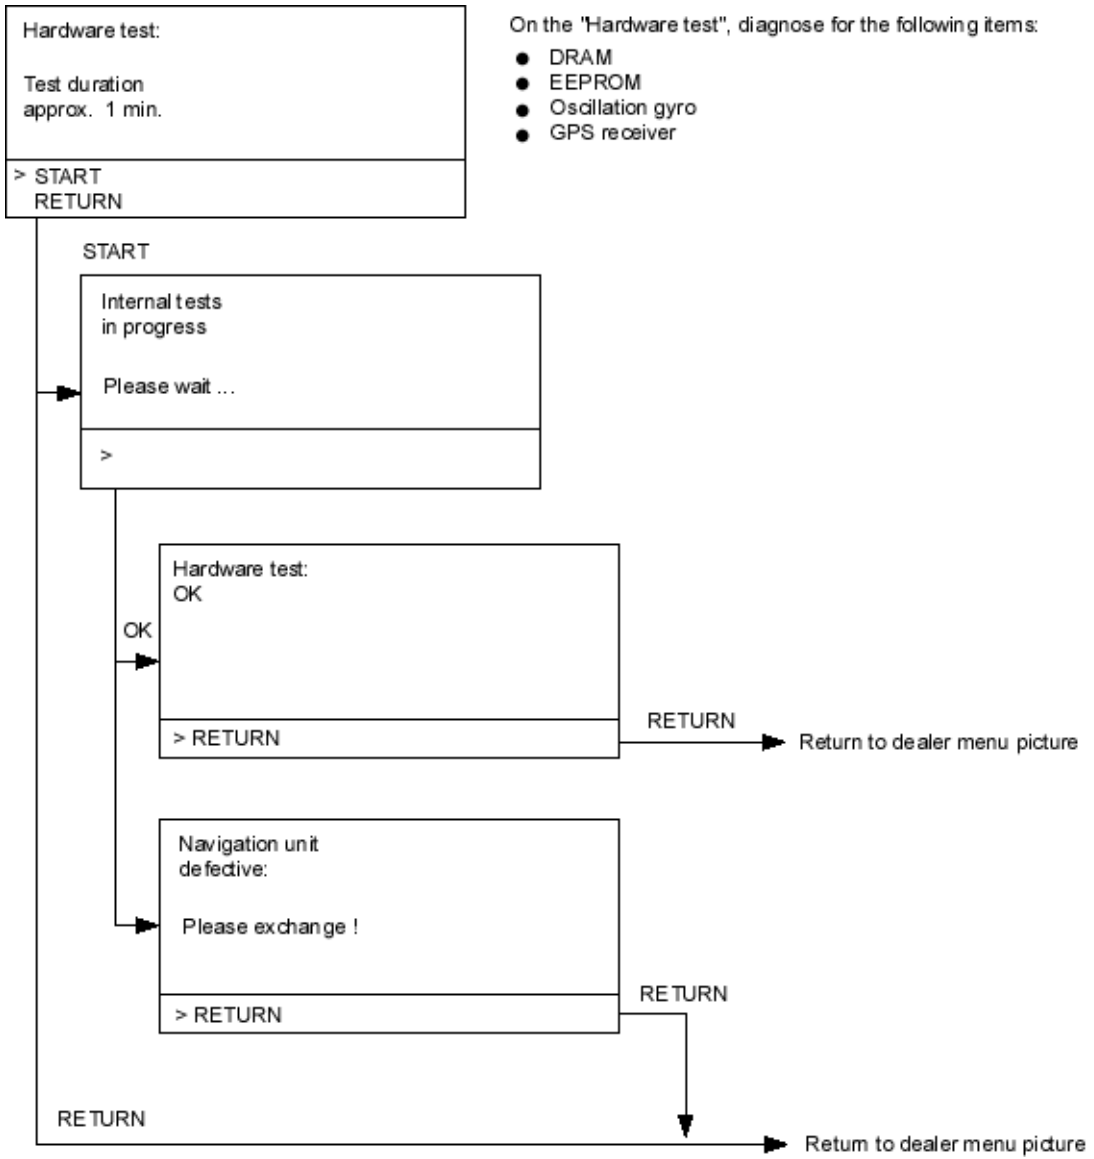 Hardware test:
Test duration
approx. 1 min.
> START
RETURN
On the "Hardware test", diagnose for the following items:
● DRAM
● EEPROM
● Oscillation gyro
● GPS receiver
START
Internal tests
in progress
Please wait ...
>
OK
Hardware test:
OK
> RETURN
RETURN
Return to dealer menu picture
Navigation unit
defective:
Please exchange !
> RETURN
RETURN
RETURN
Return to dealer menu picture